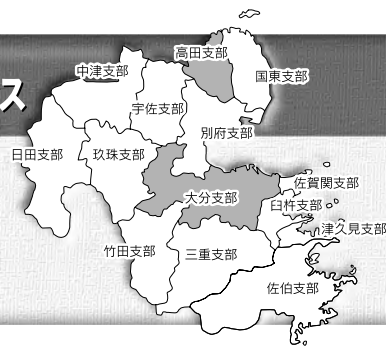 高田支部
中津支部
国東支部
ス
宇佐支部
別府支部
日田支部
玖珠支部
佐賀関支部
大分支部
臼杵支部
津久見支部
竹田支部
三重支部
佐伯支部